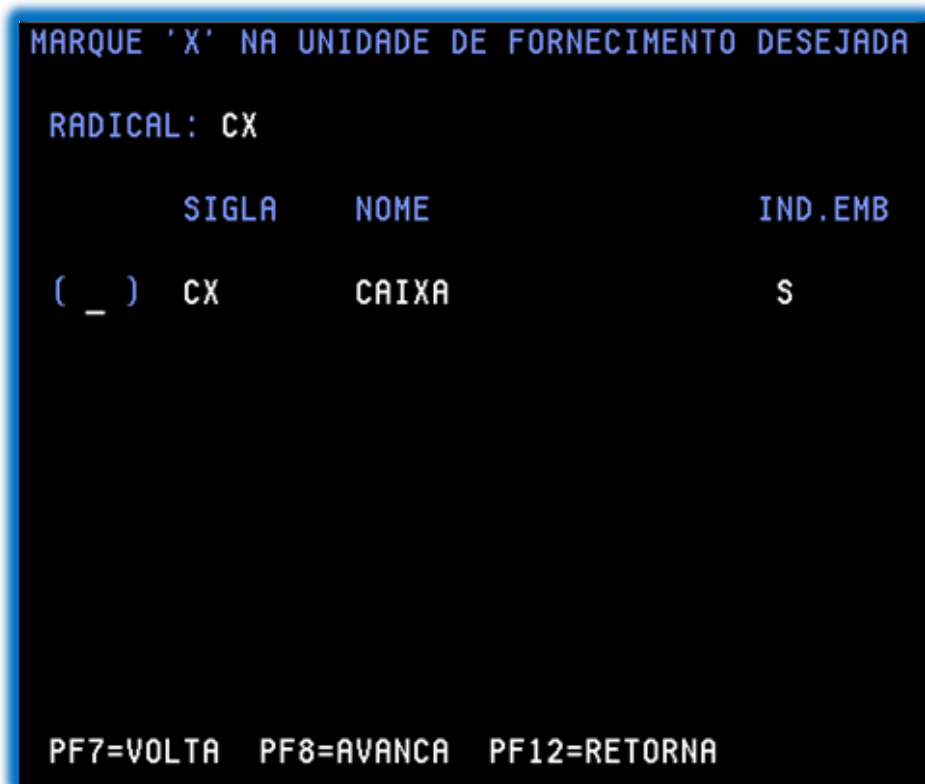 MARQUE 'X' NA UNIDADE DE FORNECIMENTO DESEJADA
RADICAL: CX
SIGLA NOME IND.EMB
( _ ) CX CAIXA S
PF7=VOLTA PF8=AVANCA PF12=RETORNA